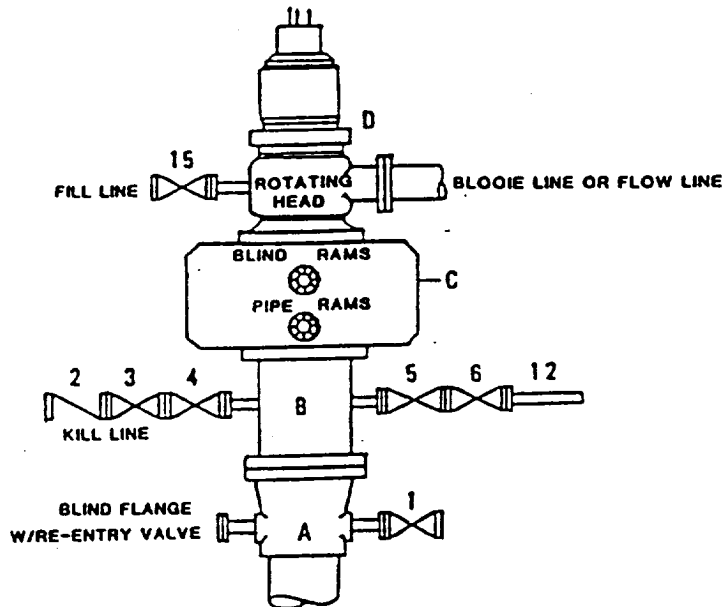 D
15
FILL LINE
ROTATING HEAD
BLOOIE LINE OR FLOW LINE
BLIND RAMS
C
PIPE RAMS
2 3 4
5 6 12
B
KILL LINE
BLIND FLANGE
W/RE-ENTRY VALVE
A
1